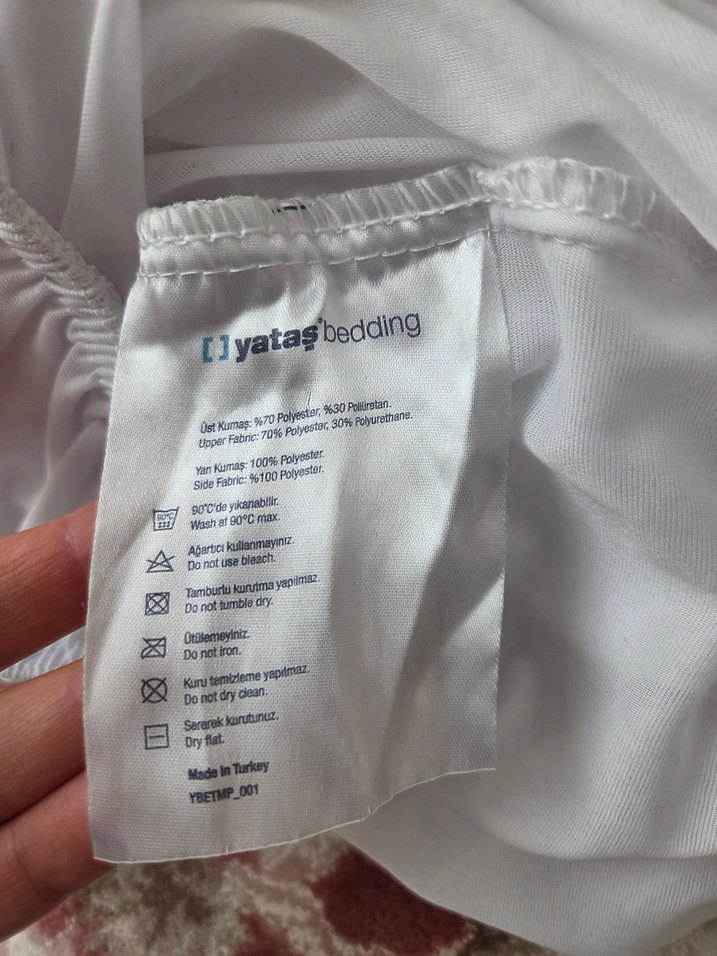 [ ] yataş® bedding
Üst Kumaş: %70 Polyester, %30 Poliüretan.
Upper Fabric: 70% Polyester, 30% Polyurethane.
Yan Kumaş: 100% Polyester.
Side Fabric: %100 Polyester.
90°C
90°C'de yıkanabilir.
Wash at 90°C max.
Ağartıcı kullanmayınız.
Do not use bleach.
Tamburlu kurutma yapılmaz.
Do not tumble dry.
Ütülemeyiniz.
Do not iron.
Kuru temizleme yapılmaz.
Do not dry clean.
Sererek kurutunuz.
Dry flat.
Made In Turkey
YBETMP_001